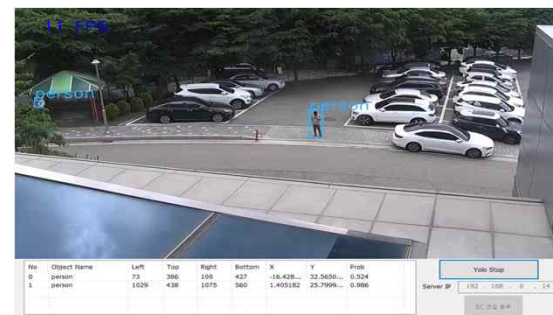 11 FPS
person
person
No Object Name Left Top Right Bottom X Y Prob
0 person 73 386 100 427 -16.428... 32.5650... 0.524
1 person 1029 438 1075 560 1.405182 25.7999... 0.986
Yolo Stop
Server IP 192 . 168 . 0 . 14